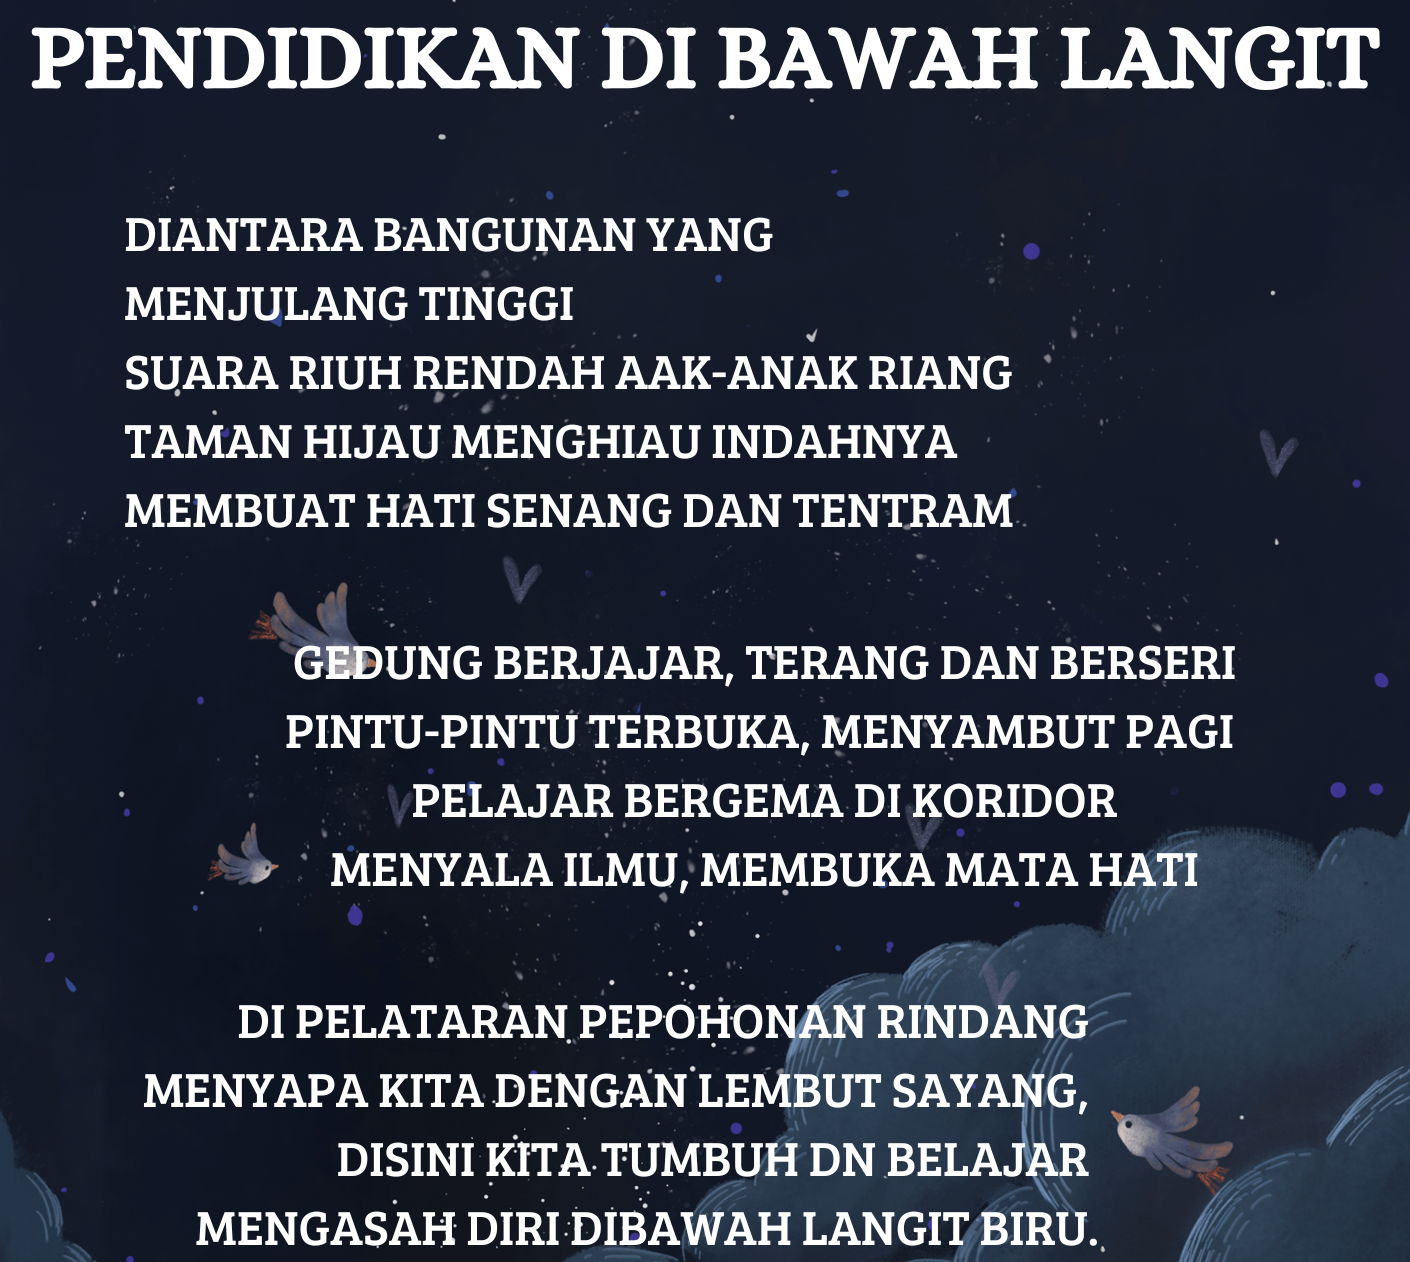 PENDIDIKAN DI BAWAH LANGIT
DIANTARA BANGUNAN YANG
MENJULANG TINGGI
SUARA RIUH RENDAH AAK-ANAK RIANG
TAMAN HIJAU MENGHIAU INDAHNYA
MEMBUAT HATI SENANG DAN TENTRAM
GEDUNG BERJAJAR, TERANG DAN BERSERI
PINTU-PINTU TERBUKA, MENYAMBUT PAGI
PELAJAR BERGEMA DI KORIDOR
MENYALA ILMU, MEMBUKA MATA HATI
DI PELATARAN PEPOHONAN RINDANG
MENYAPA KITA DENGAN LEMBUT SAYANG,
DISINI KITA TUMBUH DN BELAJAR
MENGASAH DIRI DIBAWAH LANGIT BIRU.